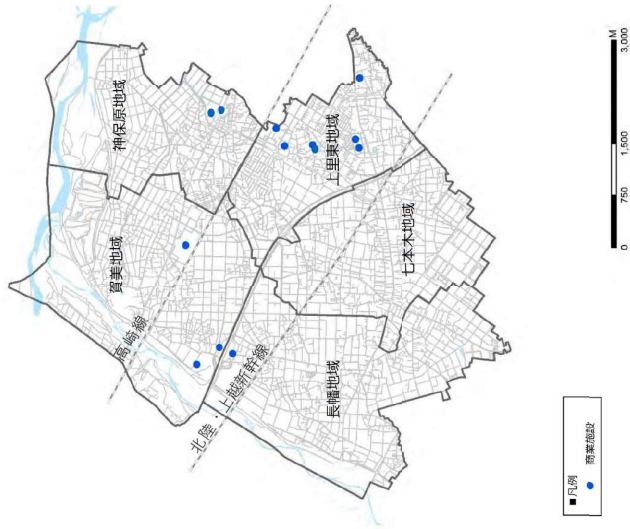 神保原地域
賀美地域
高崎線
上里東地域
七本木地域
北陸・上越新幹線
長幡地域
■凡例
商業施設
0 750 1,500 3,000
M